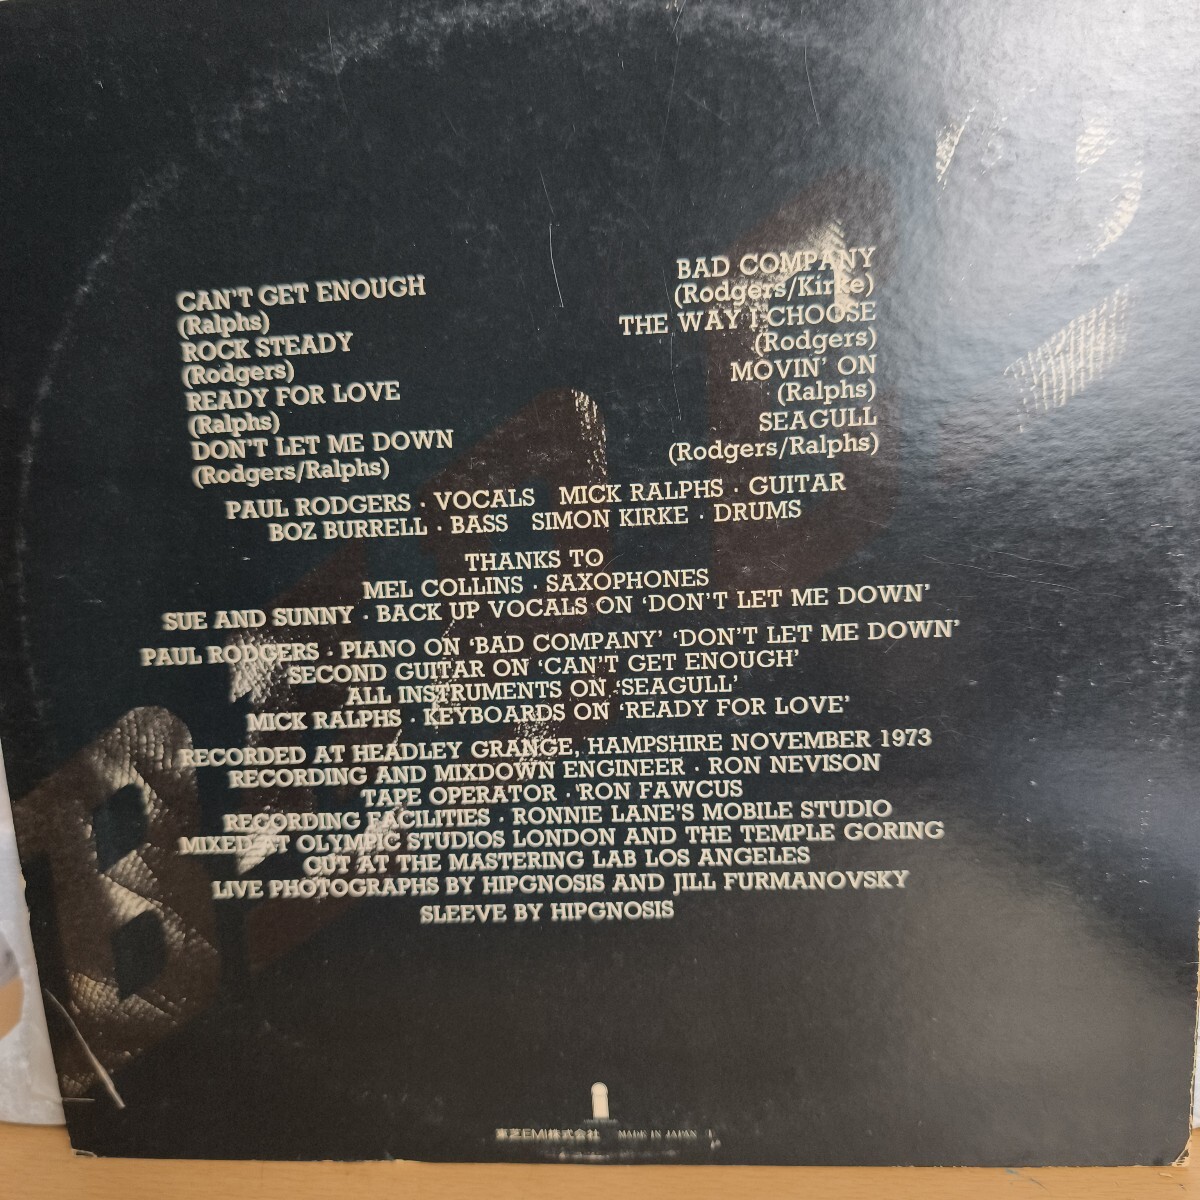 CAN'T GET ENOUGH
(Ralphs)
ROCK STEADY
(Rodgers)
READY FOR LOVE
(Ralphs)
DON'T LET ME DOWN
(Rodgers/Ralphs)
BAD COMPANY
(Rodgers/Kirke)
THE WAY I CHOOSE
(Rodgers)
MOVIN' ON
(Ralphs)
SEAGULL
(Rodgers/Ralphs)
PAUL RODGERS · VOCALS MICK RALPHS · GUITAR
BOZ BURRELL · BASS SIMON KIRKE · DRUMS
THANKS TO
MEL COLLINS · SAXOPHONES
SUE AND SUNNY · BACK UP VOCALS ON 'DON'T LET ME DOWN'
PAUL RODGERS · PIANO ON 'BAD COMPANY' 'DON'T LET ME DOWN'
SECOND GUITAR ON 'CAN'T GET ENOUGH'
ALL INSTRUMENTS ON 'SEAGULL'
MICK RALPHS · KEYBOARDS ON 'READY FOR LOVE'
RECORDED AT HEADLEY GRANGE, HAMPSHIRE NOVEMBER 1973
RECORDING AND MIXDOWN ENGINEER · RON NEVISON
TAPE OPERATOR · RON FAWCUS
RECORDING FACILITIES · RONNIE LANE'S MOBILE STUDIO
MIXED AT OLYMPIC STUDIOS LONDON AND THE TEMPLE GORING
CUT AT THE MASTERING LAB LOS ANGELES
LIVE PHOTOGRAPHS BY HIPGNOSIS AND JILL FURMANOVSKY
SLEEVE BY HIPGNOSIS
東芝EMI株式会社 MADE IN JAPAN